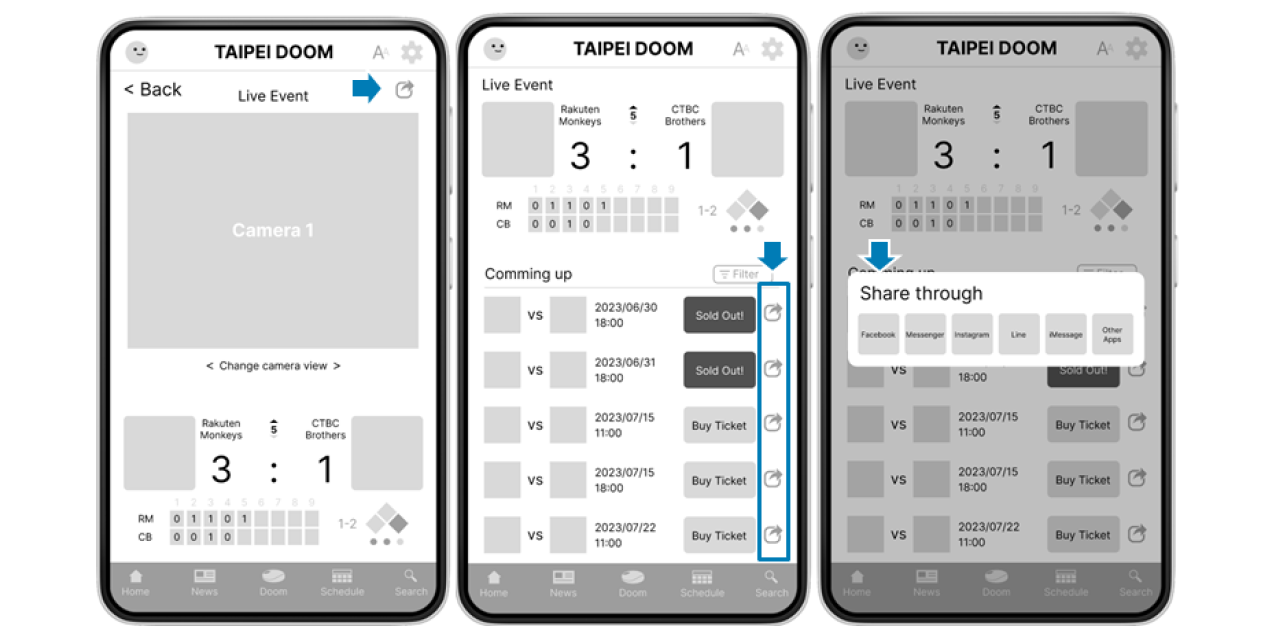 TAIPEI DOOM
AA
< Back
Live Event
Camera 1
< Change camera view >
Rakuten
Monkeys
5
CTBC
Brothers
3 : 1
1 2 3 4 5 6 7 8 9
RM 0 1 1 0 1
CB 0 0 1 0
1-2
Home News Doom Schedule Search
TAIPEI DOOM
AA
Live Event
Rakuten
Monkeys
5
CTBC
Brothers
3 : 1
1 2 3 4 5 6 7 8 9
RM 0 1 1 0 1
CB 0 0 1 0
1-2
Comming up
Filter
vs 2023/06/30
18:00
Sold Out!
vs 2023/06/31
18:00
Sold Out!
vs 2023/07/15
11:00
Buy Ticket
vs 2023/07/15
18:00
Buy Ticket
vs 2023/07/22
11:00
Buy Ticket
Home News Doom Schedule Search
TAIPEI DOOM
AA
Live Event
Rakuten
Monkeys
5
CTBC
Brothers
3 : 1
1 2 3 4 5 6 7 8 9
RM 0 1 1 0 1
CB 0 0 1 0
1-2
Comming up
Filter
Share through
Facebook Messenger Instagram Line iMessage Other
Apps
vs
18:00
Sold Out!
vs 2023/07/15
11:00
Buy Ticket
vs 2023/07/15
18:00
Buy Ticket
vs 2023/07/22
11:00
Buy Ticket
Home News Doom Schedule Search